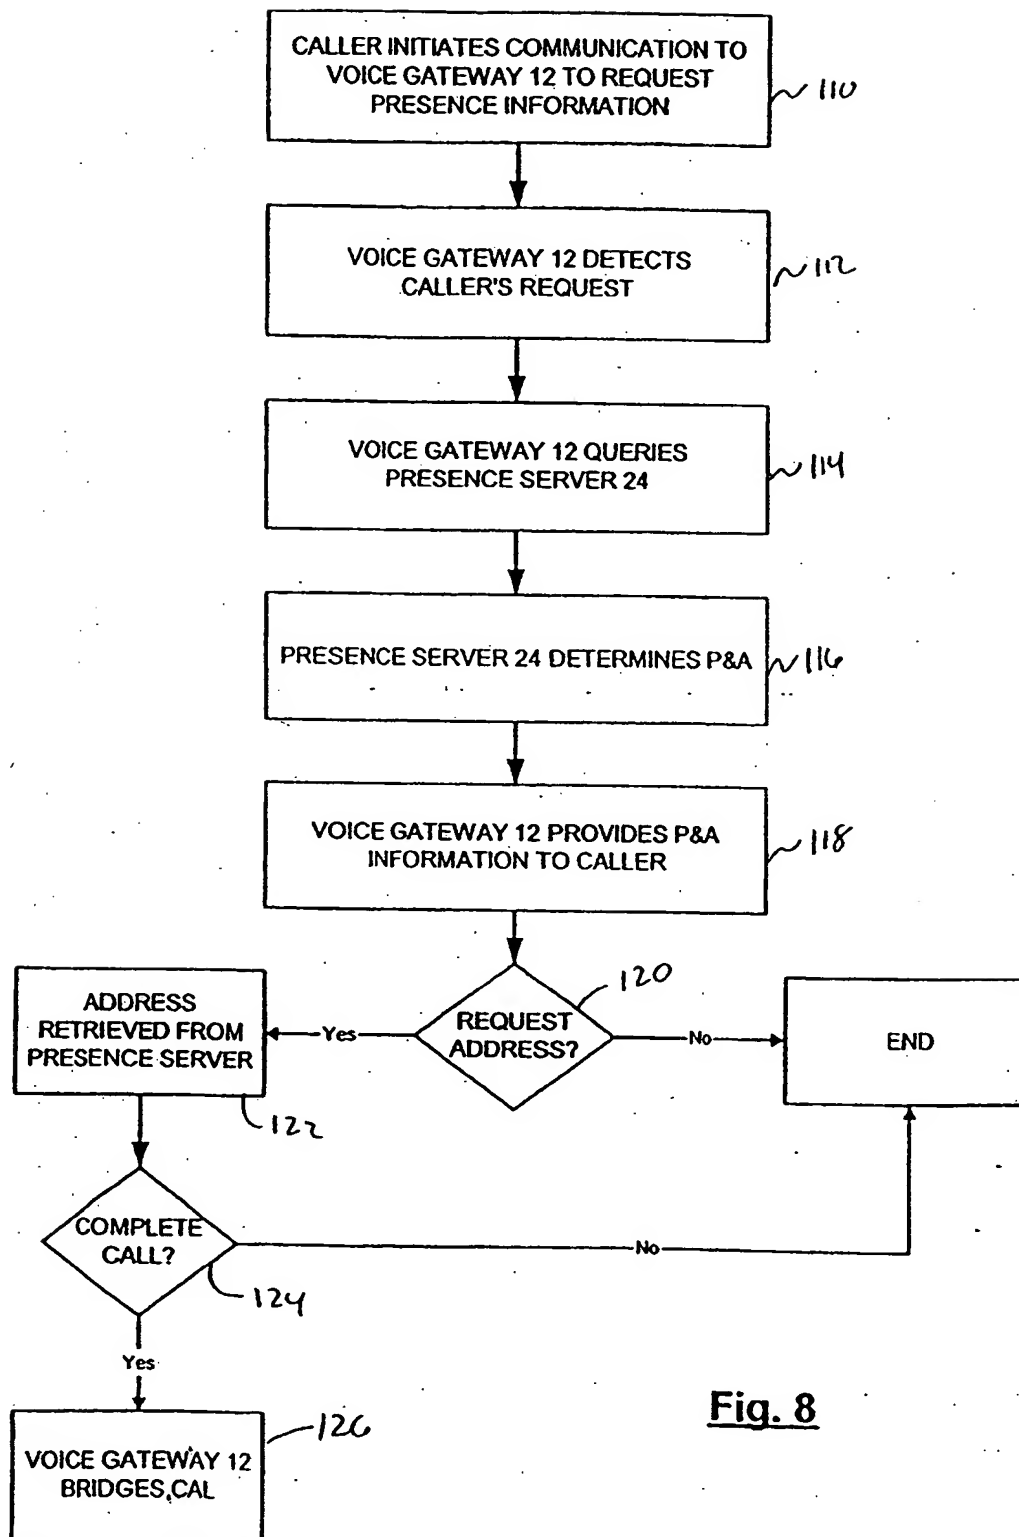 CALLER INITIATES COMMUNICATION TO
VOICE GATEWAY 12 TO REQUEST
PRESENCE INFORMATION
110
VOICE GATEWAY 12 DETECTS
CALLER'S REQUEST
112
VOICE GATEWAY 12 QUERIES
PRESENCE SERVER 24
114
PRESENCE SERVER 24 DETERMINES P&A
116
VOICE GATEWAY 12 PROVIDES P&A
INFORMATION TO CALLER
118
120
REQUEST
ADDRESS?
Yes
No
ADDRESS
RETRIEVED FROM
PRESENCE SERVER
122
END
COMPLETE
CALL?
124
No
Yes
VOICE GATEWAY 12
BRIDGES CAL
126
Fig. 8